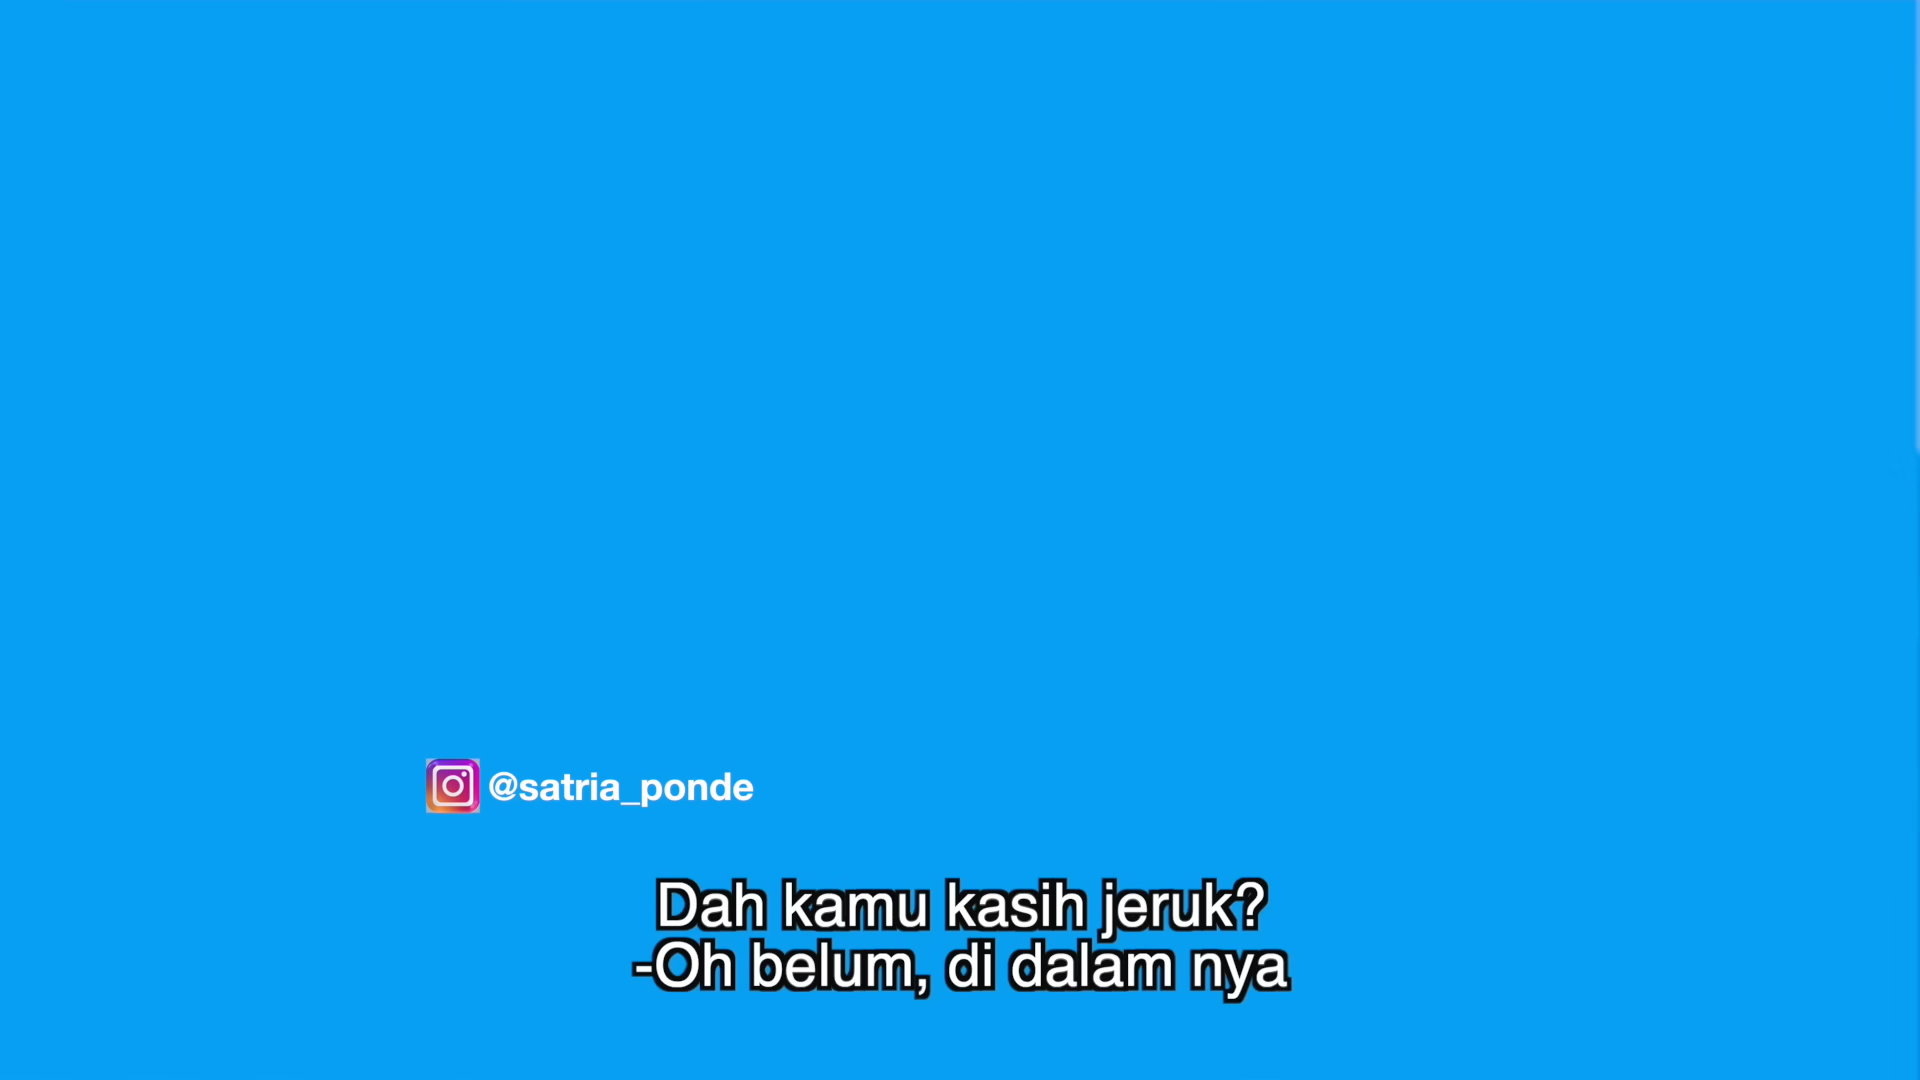 @satria_ponde
Dah kamu kasih jeruk?
-Oh belum, di dalam nya